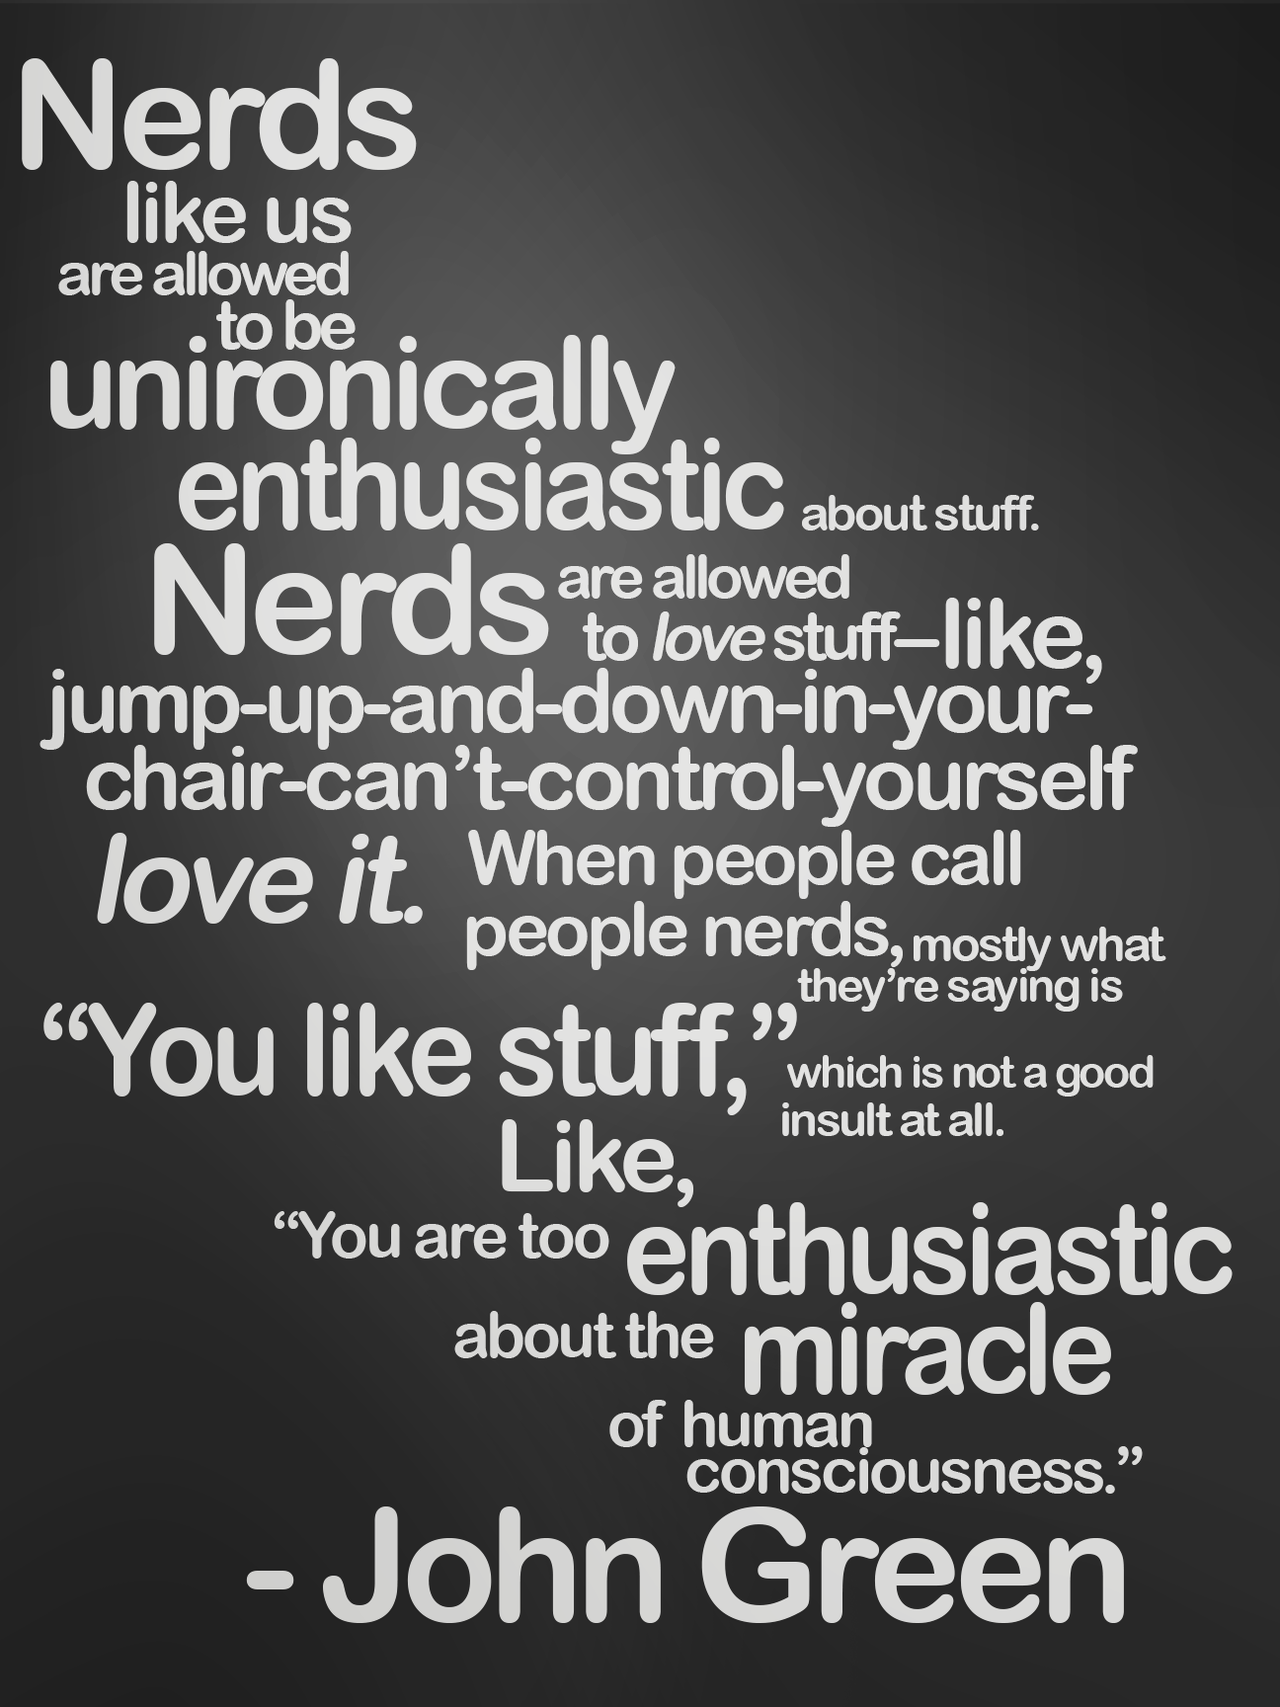 Nerds
like us
are allowed
to be
unironically
enthusiastic about stuff.
Nerds are allowed
to love stuff—like,
jump-up-and-down-in-your-
chair-can’t-control-yourself
love it. When people call
people nerds, mostly what
they’re saying is
“You like stuff,”
which is not a good
insult at all.
Like,
“You are too enthusiastic
about the miracle
of human
consciousness.”
- John Green